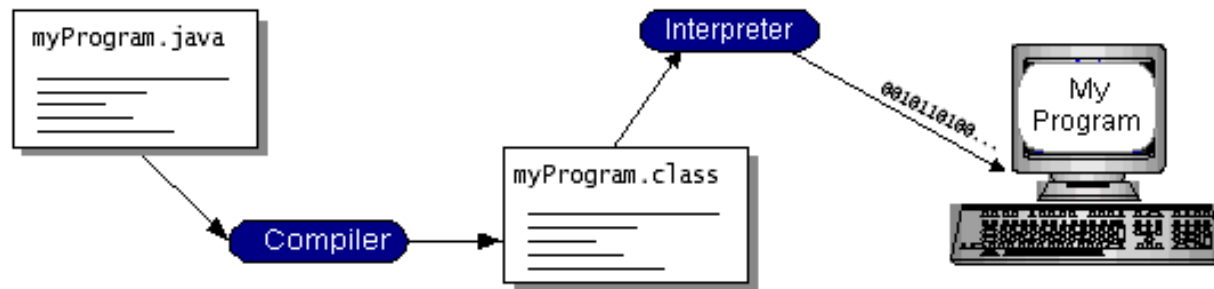 myProgram.java
Compiler
myProgram.class
Interpreter
0010110100...
My
Program